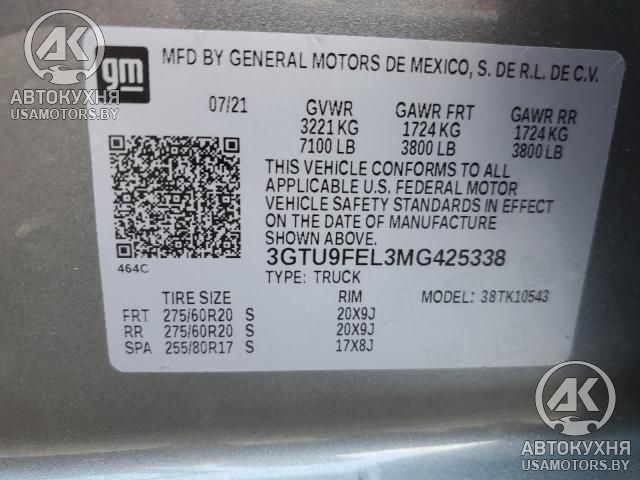 AK
АВТОКУХНЯ
USAMOTORS.BY
gm
MFD BY GENERAL MOTORS DE MEXICO, S. DE R.L. DE C.V.
07/21 GVWR GAWR FRT GAWR RR
3221 KG 1724 KG 1724 KG
7100 LB 3800 LB 3800 LB
THIS VEHICLE CONFORMS TO ALL
APPLICABLE U.S. FEDERAL MOTOR
VEHICLE SAFETY STANDARDS IN EFFECT
ON THE DATE OF MANUFACTURE
SHOWN ABOVE.
464C
3GTU9FEL3MG425338
TYPE: TRUCK
TIRE SIZE RIM MODEL: 38TK10543
FRT 275/60R20 S 20X9J
RR 275/60R20 S 20X9J
SPA 255/80R17 S 17X8J
AK
АВТОКУХНЯ
USAMOTORS.BY